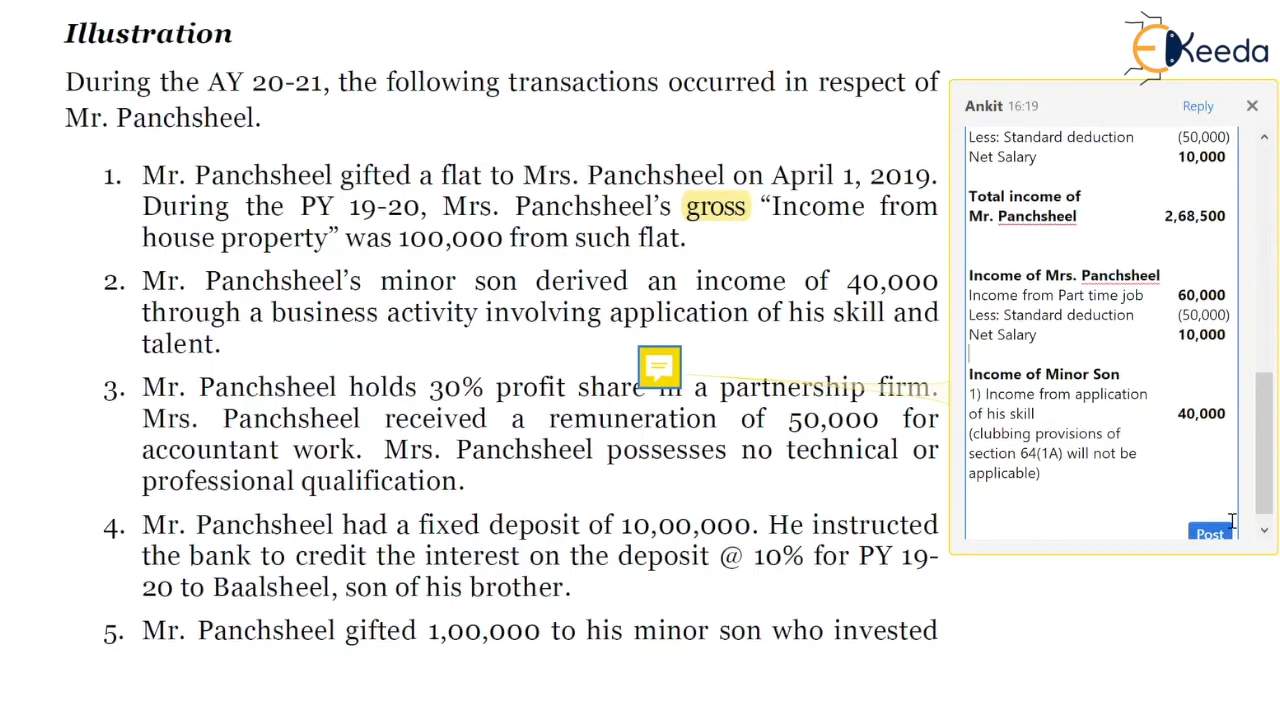 Illustration
EKeeda
During the AY 20-21, the following transactions occurred in respect of
Mr. Panchsheel.
1. Mr. Panchsheel gifted a flat to Mrs. Panchsheel on April 1, 2019.
During the PY 19-20, Mrs. Panchsheel's gross “Income from
house property” was 100,000 from such flat.
2. Mr. Panchsheel's minor son derived an income of 40,000
through a business activity involving application of his skill and
talent.
3. Mr. Panchsheel holds 30% profit share in a partnership firm.
Mrs. Panchsheel received a remuneration of 50,000 for
accountant work. Mrs. Panchsheel possesses no technical or
professional qualification.
4. Mr. Panchsheel had a fixed deposit of 10,00,000. He instructed
the bank to credit the interest on the deposit @ 10% for PY 19-
20 to Baalsheel, son of his brother.
5. Mr. Panchsheel gifted 1,00,000 to his minor son who invested
Ankit 16:19 Reply
Less: Standard deduction (50,000)
Net Salary 10,000
Total income of
Mr. Panchsheel 2,68,500
Income of Mrs. Panchsheel
Income from Part time job 60,000
Less: Standard deduction (50,000)
Net Salary 10,000
Income of Minor Son
1) Income from application
of his skill 40,000
(clubbing provisions of
section 64(1A) will not be
applicable)
Post